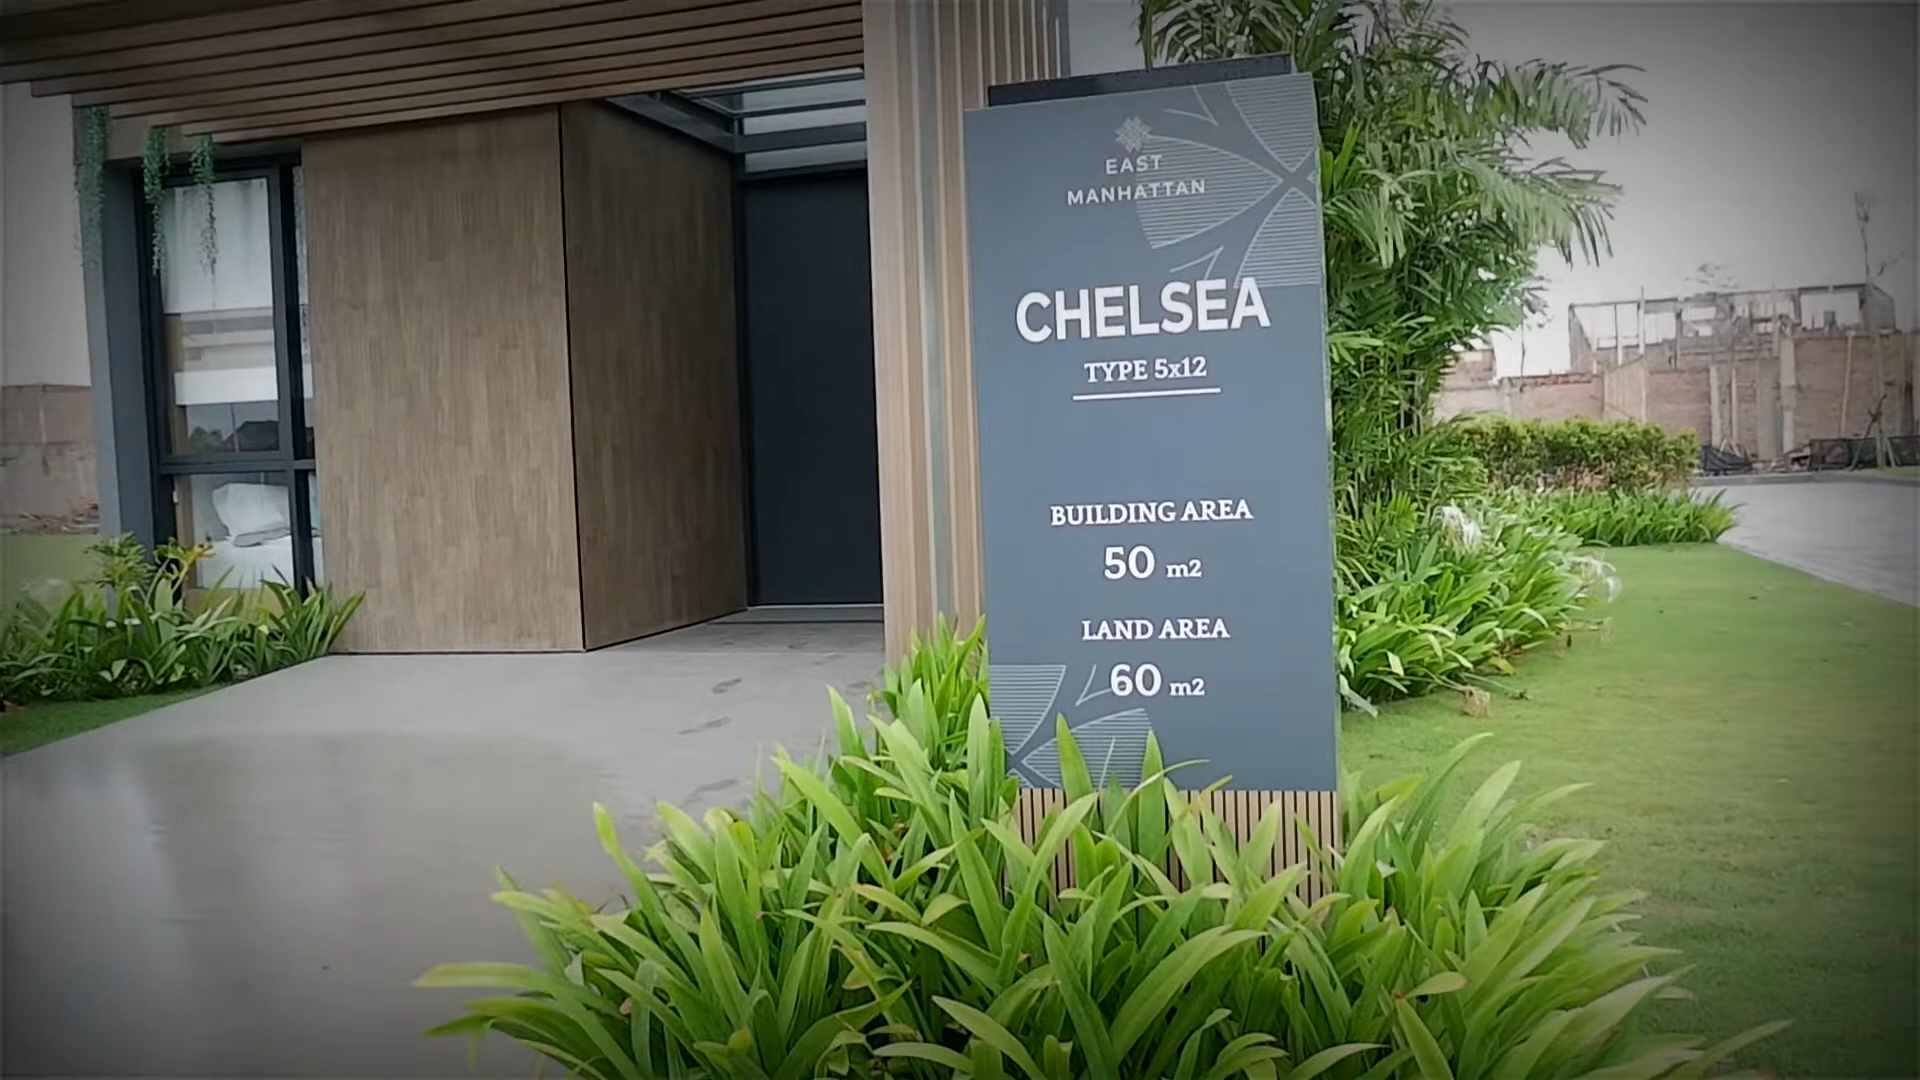 EAST
MANHATTAN
CHELSEA
TYPE 5x12
BUILDING AREA
50 m2
LAND AREA
60 m2